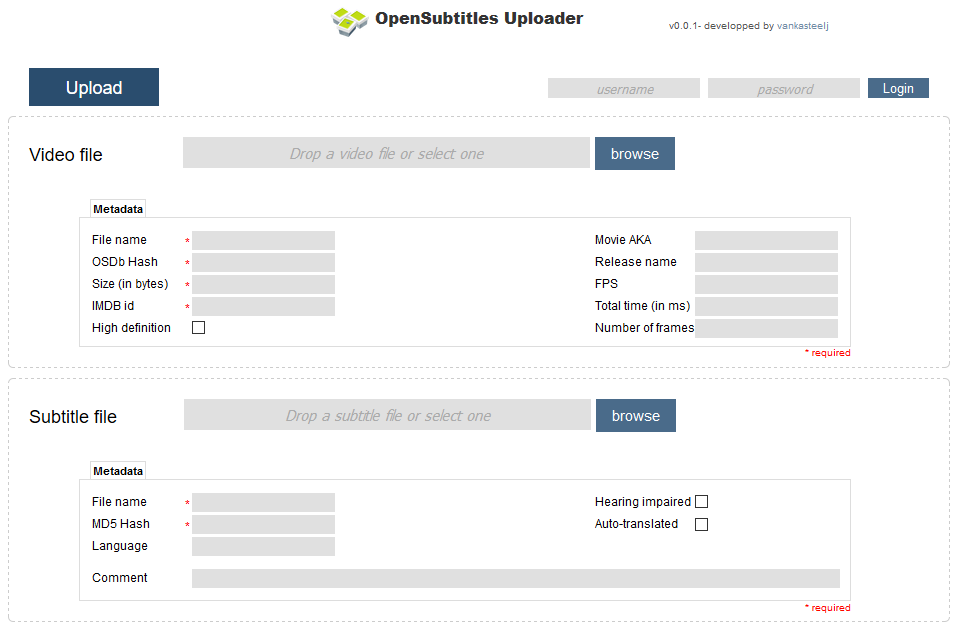 OpenSubtitles Uploader
v0.0.1- developped by vankasteelj
Upload
username
password
Login
Video file
Drop a video file or select one
browse
Metadata
File name *
Movie AKA
OSDb Hash *
Release name
Size (in bytes) *
FPS
IMDB id *
Total time (in ms)
High definition
Number of frames
* required
Subtitle file
Drop a subtitle file or select one
browse
Metadata
File name *
Hearing impaired
MD5 Hash *
Auto-translated
Language
Comment
* required